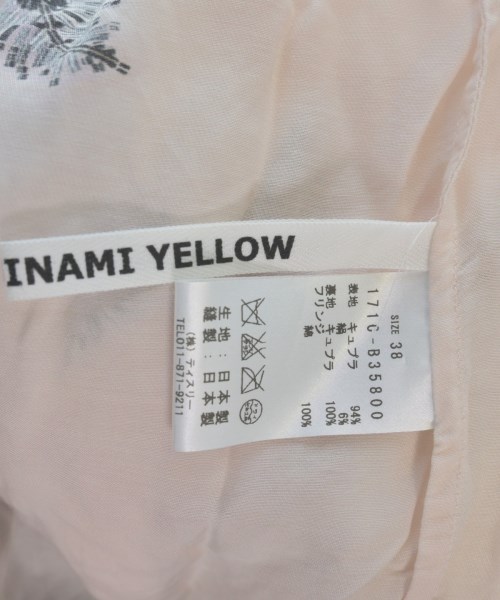 INAMI YELLOW
SIZE 38
171C-B35800
表地 キュプラ 94%
綿 6%
裏地 キュプラ 100%
フリンジ 綿 100%
生地：日本製
縫製：日本製
(株)ティスリー
TEL011-871-9211